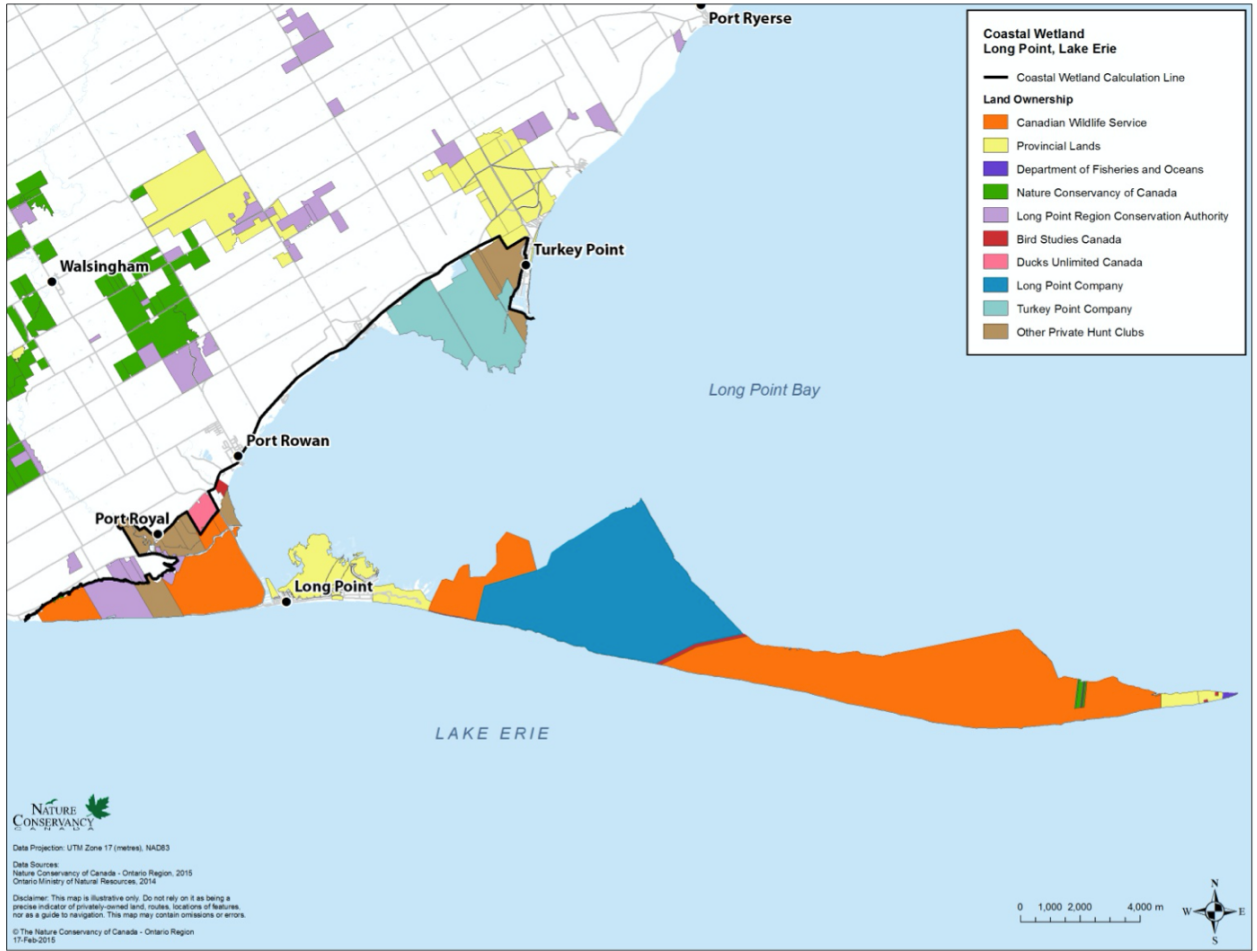 Port Ryerse
Coastal Wetland
Long Point, Lake Erie
Coastal Wetland Calculation Line
Land Ownership
Canadian Wildlife Service
Provincial Lands
Department of Fisheries and Oceans
Nature Conservancy of Canada
Long Point Region Conservation Authority
Bird Studies Canada
Ducks Unlimited Canada
Long Point Company
Turkey Point Company
Other Private Hunt Clubs
Turkey Point
Walsingham
Long Point Bay
Port Rowan
Port Royal
Long Point
LAKE ERIE
NATURE
CONSERVANCY
CANADA
Data Projection: UTM Zone 17 (metres), NAD83
Data Sources:
Nature Conservancy of Canada - Ontario Region, 2015
Ontario Ministry of Natural Resources, 2014
Disclaimer: This map is illustrative only. Do not rely on it as being a
precise indicator of privately-owned land, routes, locations of features,
nor as a guide to navigation. This map may contain omissions or errors.
© The Nature Conservancy of Canada - Ontario Region
17-Feb-2015
0 1,000 2,000 4,000 m
N
W E
S